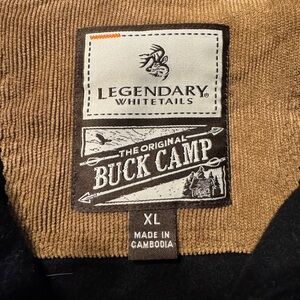 LEGENDARY
WHITETAILS
THE ORIGINAL
BUCK CAMP
XL
MADE IN
CAMBODIA